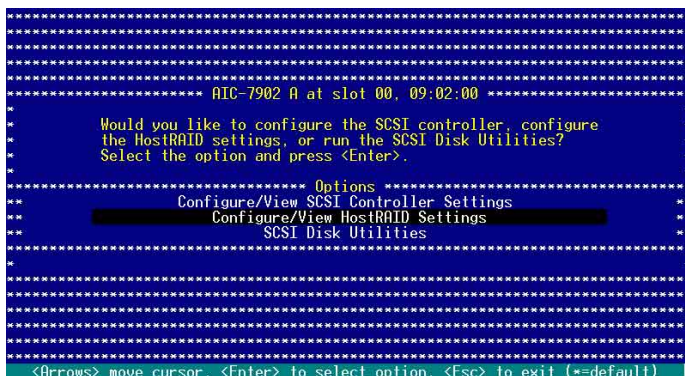 AIC-7902 A at slot 00, 09:02:00
Would you like to configure the SCSI controller, configure
the HostRAID settings, or run the SCSI Disk Utilities?
Select the option and press <Enter>.
Options
Configure/View SCSI Controller Settings
Configure/View HostRAID Settings
SCSI Disk Utilities
<Arrows> move cursor, <Enter> to select option, <Esc> to exit (*=default)